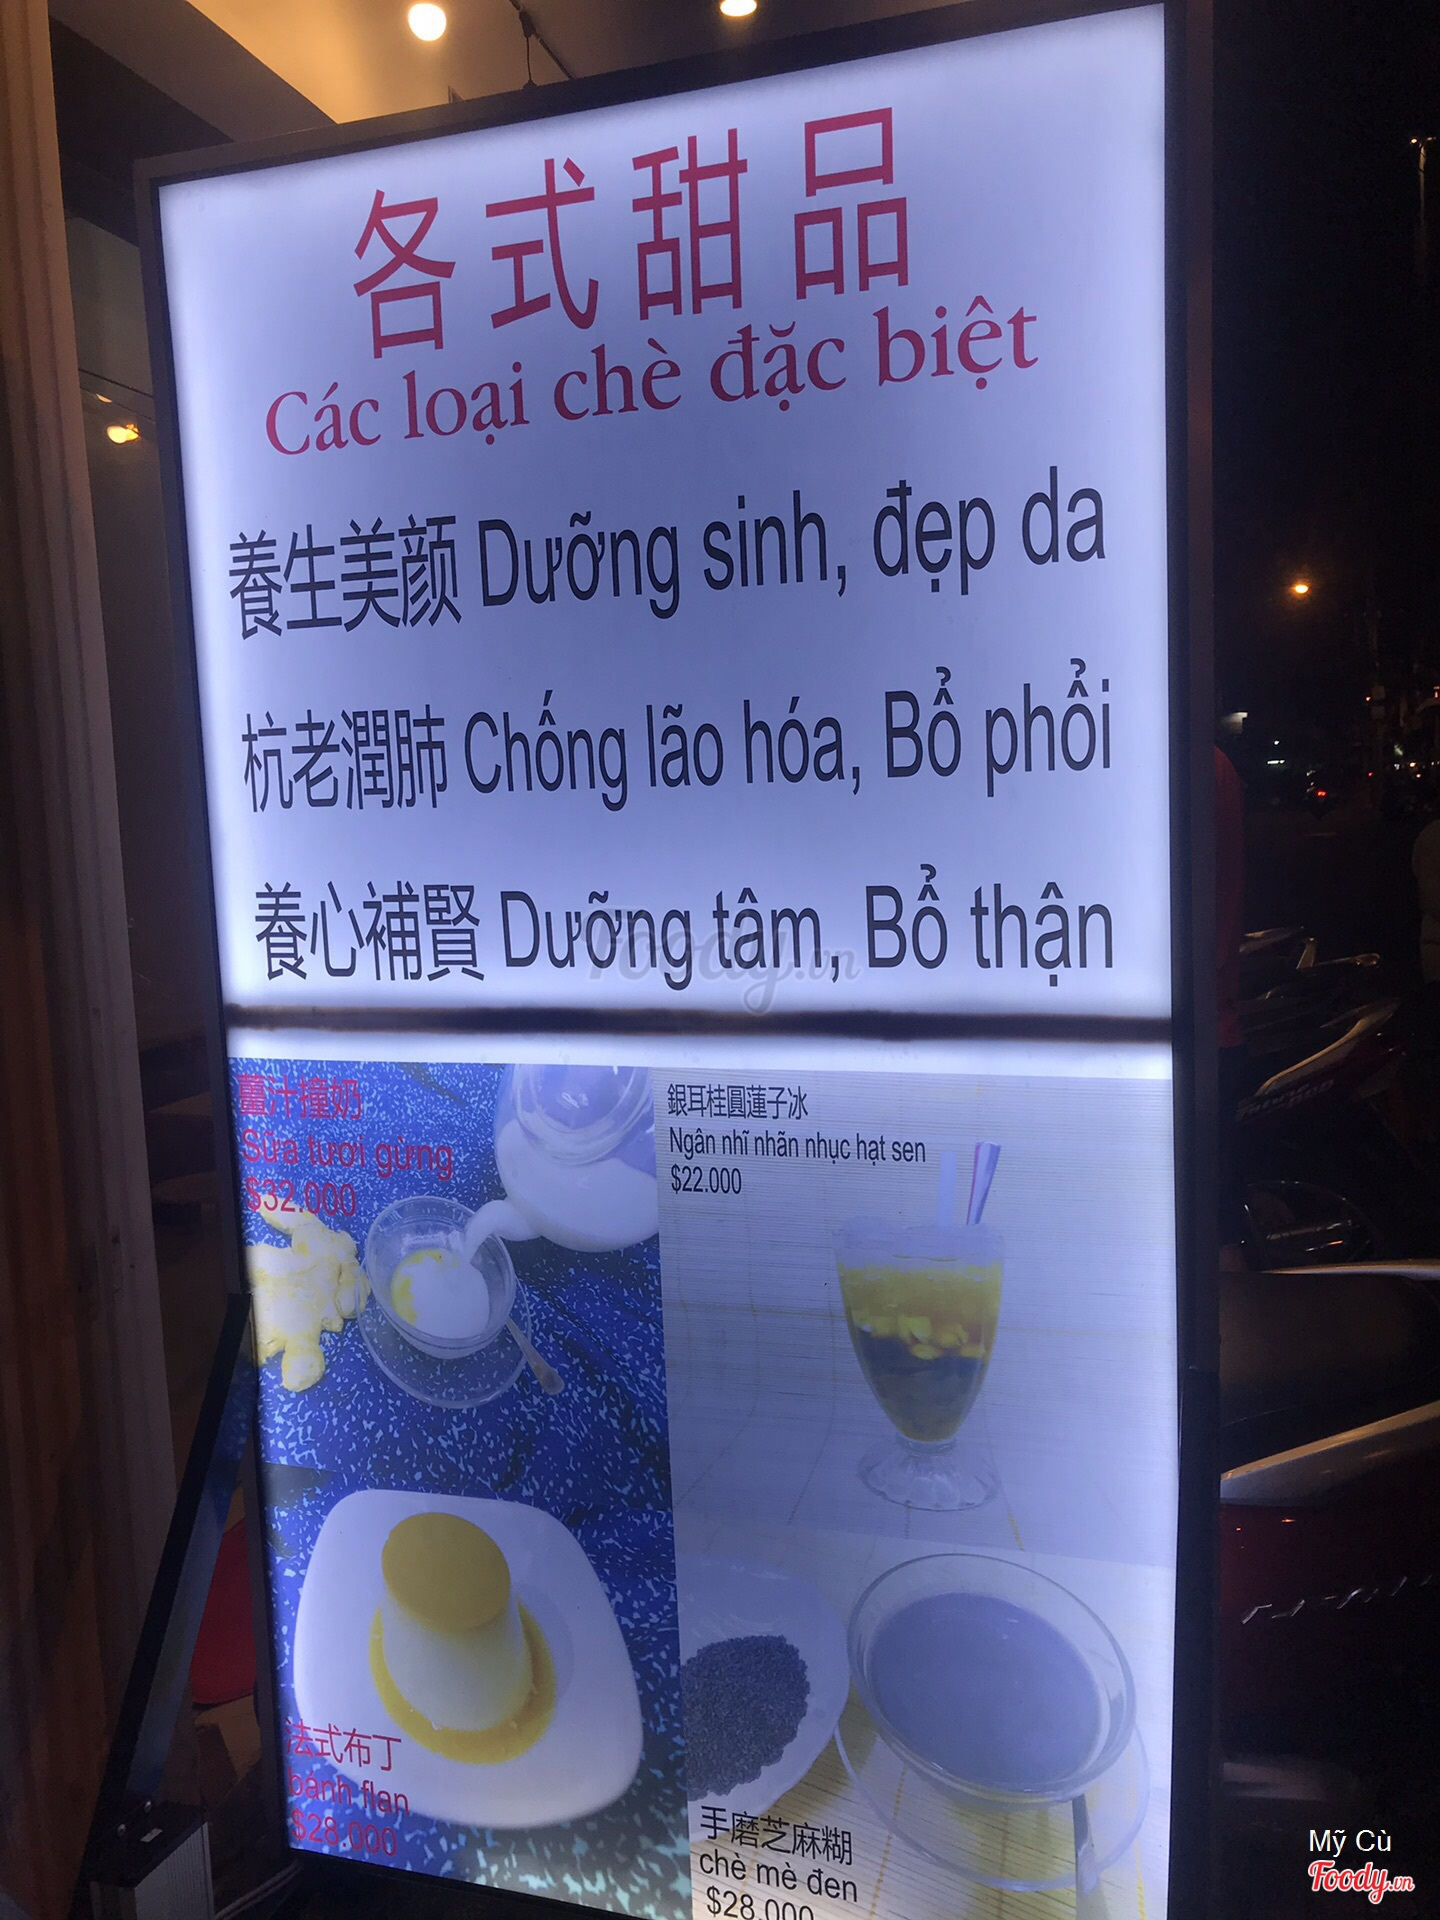 各式甜品
Các loại chè đặc biệt
養生美颜 Dưỡng sinh, đẹp da
杭老潤肺 Chống lão hóa, Bổ phổi
養心補賢 Dưỡng tâm, Bổ thận
Foody.vn
薑汁撞奶
Sữa tươi gừng
$32.000
銀耳桂圓蓮子冰
Ngân nhĩ nhãn nhục hạt sen
$22.000
法式布丁
bánh flan
$28.000
手磨芝麻糊
chè mè đen
$28.000
Mỹ Cù
Foody.vn